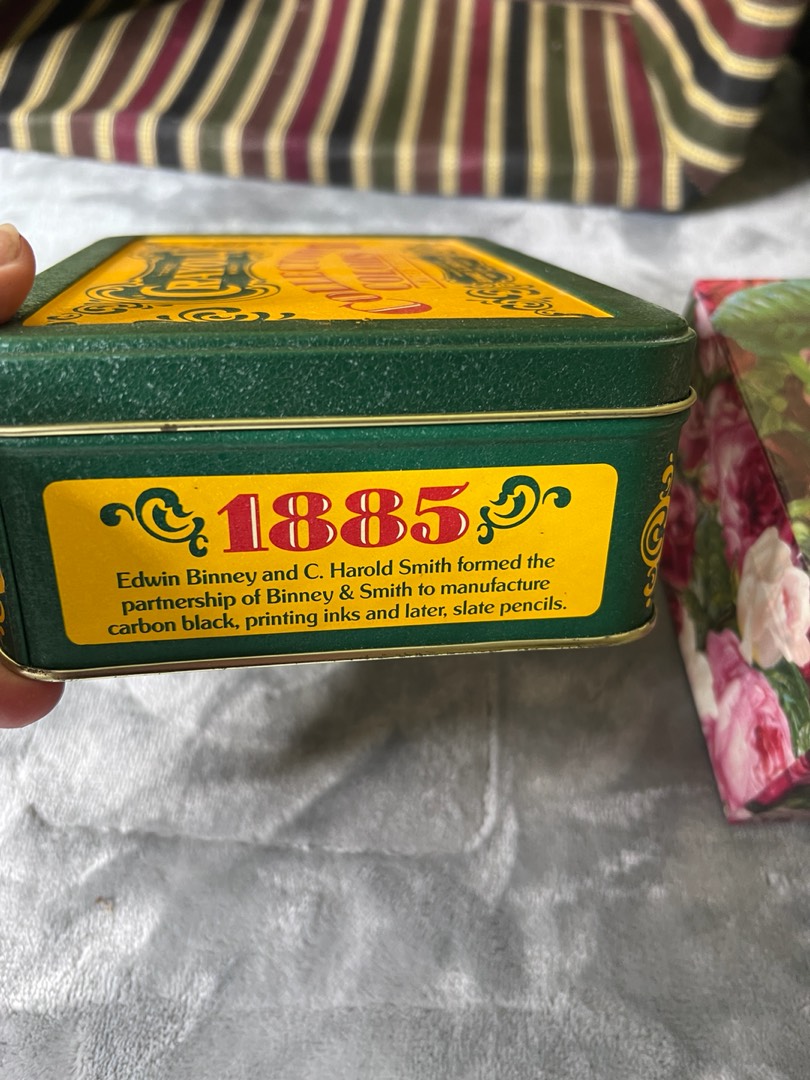 CRAYOLA
1885
Edwin Binney and C. Harold Smith formed the
partnership of Binney & Smith to manufacture
carbon black, printing inks and later, slate pencils.